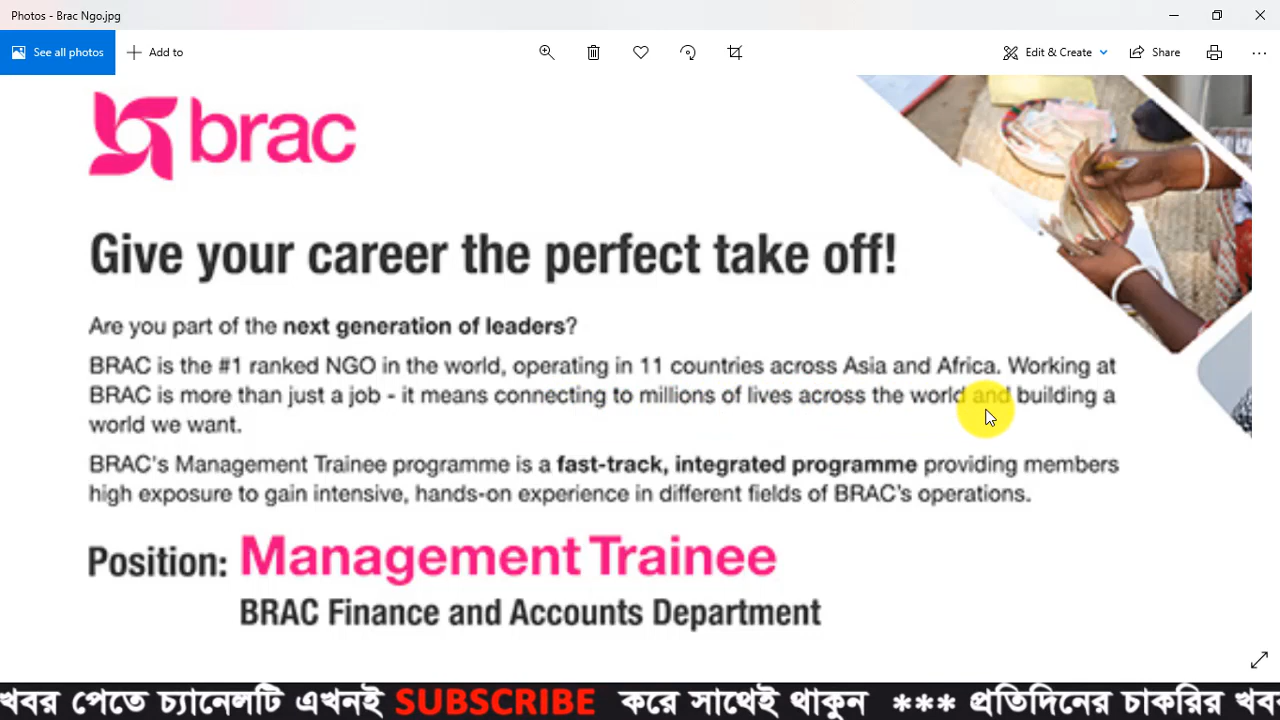 Photos - Brac Ngo.jpg
See all photos
Add to
Edit & Create
Share
brac
Give your career the perfect take off!
Are you part of the next generation of leaders?
BRAC is the #1 ranked NGO in the world, operating in 11 countries across Asia and Africa. Working at
BRAC is more than just a job - it means connecting to millions of lives across the world and building a
world we want.
BRAC's Management Trainee programme is a fast-track, integrated programme providing members
high exposure to gain intensive, hands-on experience in different fields of BRAC's operations.
Position: Management Trainee
BRAC Finance and Accounts Department
খবর পেতে চ্যানেলটি এখনই SUBSCRIBE করে সাথেই থাকুন *** প্রতিদিনের চাকরির খব